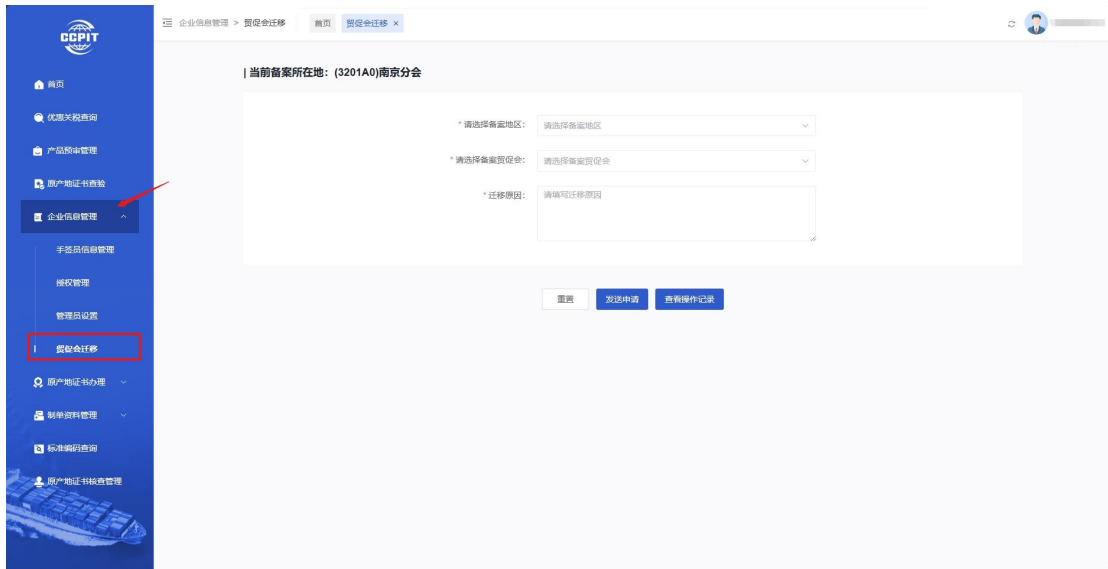 CCPIT
企业信息管理 > 贸促会迁移
首页
贸促会迁移 ×
首页
优惠关税查询
产品预审管理
原产地证书查验
企业信息管理
手签员信息管理
授权管理
管理员设置
贸促会迁移
原产地证书办理
制单资料管理
标准编码查询
原产地证书核查管理
| 当前备案所在地：(3201A0)南京分会
* 请选择备案地区： 请选择备案地区
* 请选择备案贸促会： 请选择备案贸促会
* 迁移原因： 请填写迁移原因
重置 发送申请 查看操作记录